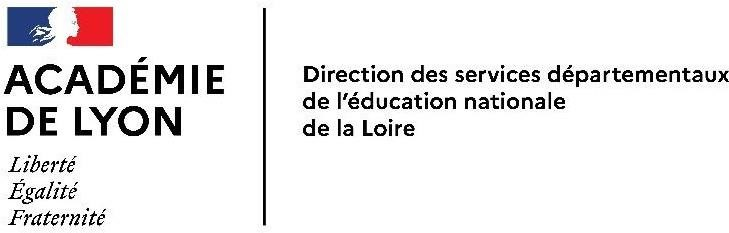 ACADÉMIE
DE LYON
Liberté
Égalité
Fraternité
Direction des services départementaux
de l’éducation nationale
de la Loire